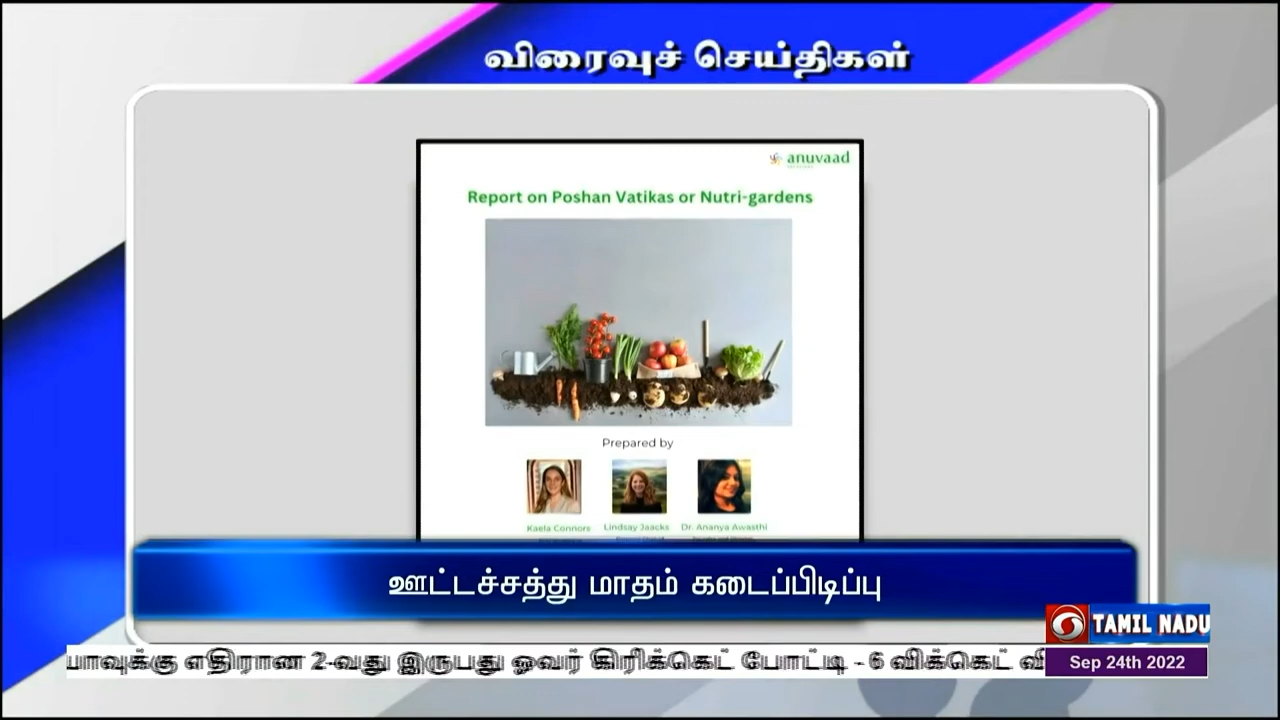 விரைவுச் செய்திகள்
anuvaad
Report on Poshan Vatikas or Nutri-gardens
Prepared by
Kaela Connors Lindsay Jaacks Dr. Ananya Awasthi
ஊட்டச்சத்து மாதம் கடைப்பிடிப்பு
TAMIL NADU
யாவுக்கு எதிரான 2-வது இருபது ஓவர் கிரிக்கெட் போட்டி - 6 விக்கெட் வி
Sep 24th 2022